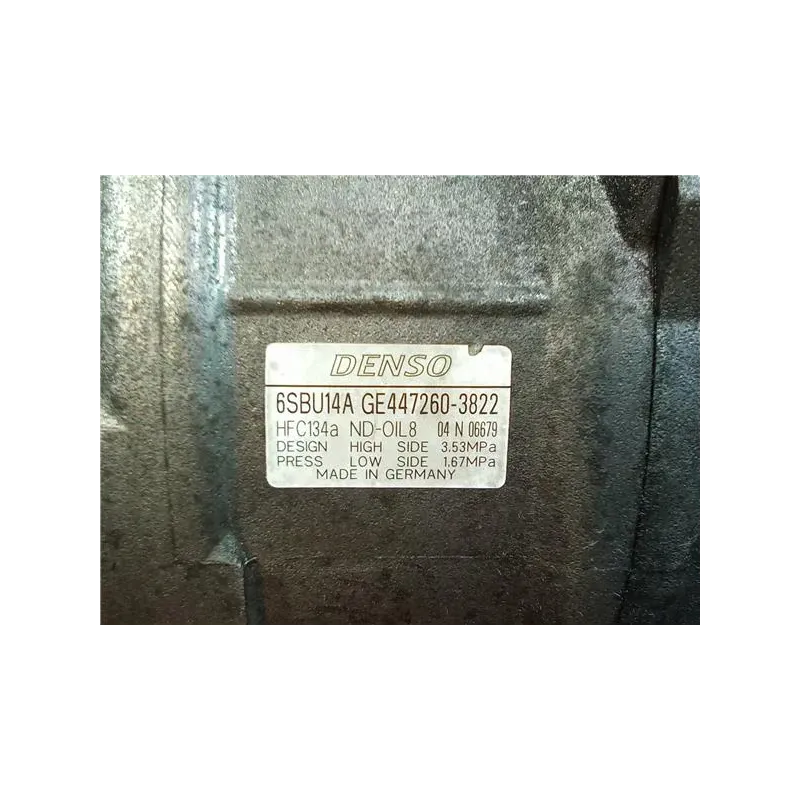 DENSO
6SBU14A GE447260-3822
HFC134a ND-OIL8 04 N 06679
DESIGN HIGH SIDE 3.53MPa
PRESS LOW SIDE 1.67MPa
MADE IN GERMANY